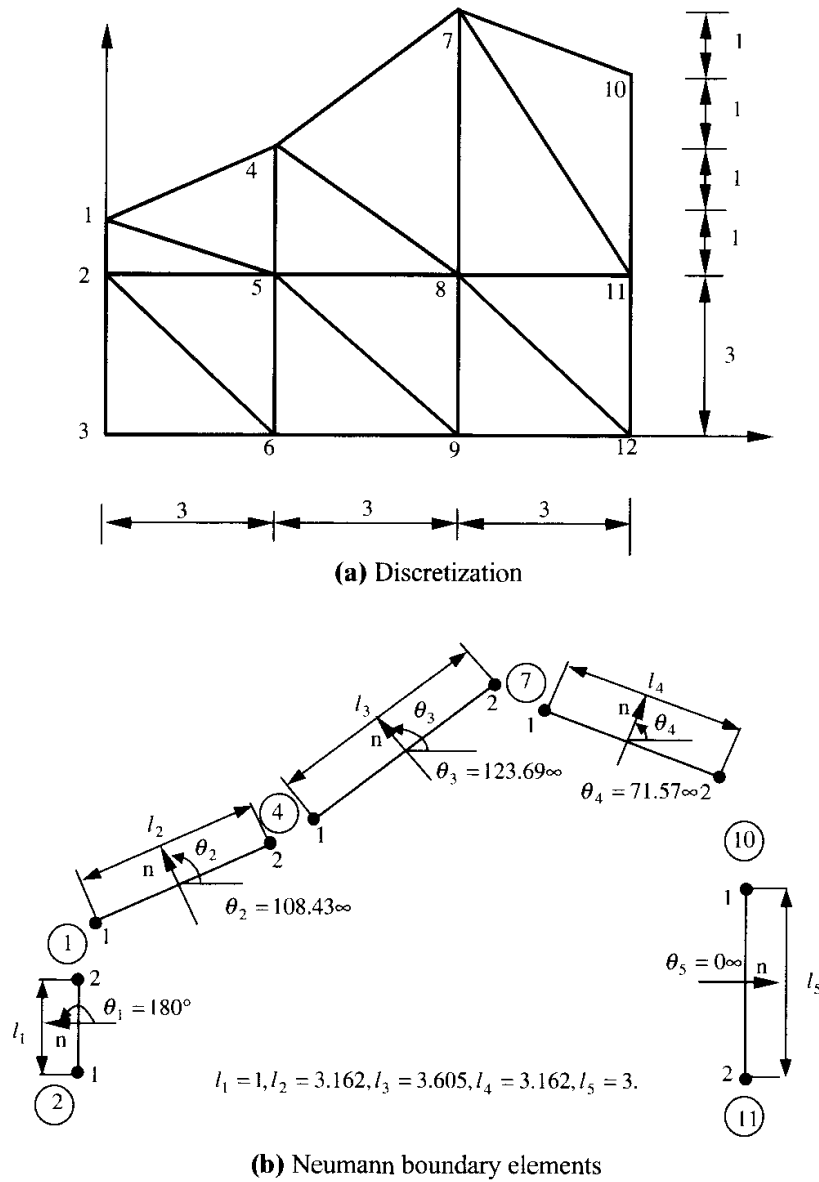 7
1
10
1
4
1
1
1
2
5
8
11
3
3
6
9
12
3
3
3
(a) Discretization
l₃
θ₃
n
2
7
l₄
n
θ₄
1
θ₃ = 123.69∞
θ₄ = 71.57∞ 2
l₂
4
1
n
θ₂
2
θ₂ = 108.43∞
10
1
1
1
2
θ₅ = 0∞
n
l₅
l₁
θ₁ = 180°
n
1
2
l₁ = 1, l₂ = 3.162, l₃ = 3.605, l₄ = 3.162, l₅ = 3.
2
11
(b) Neumann boundary elements